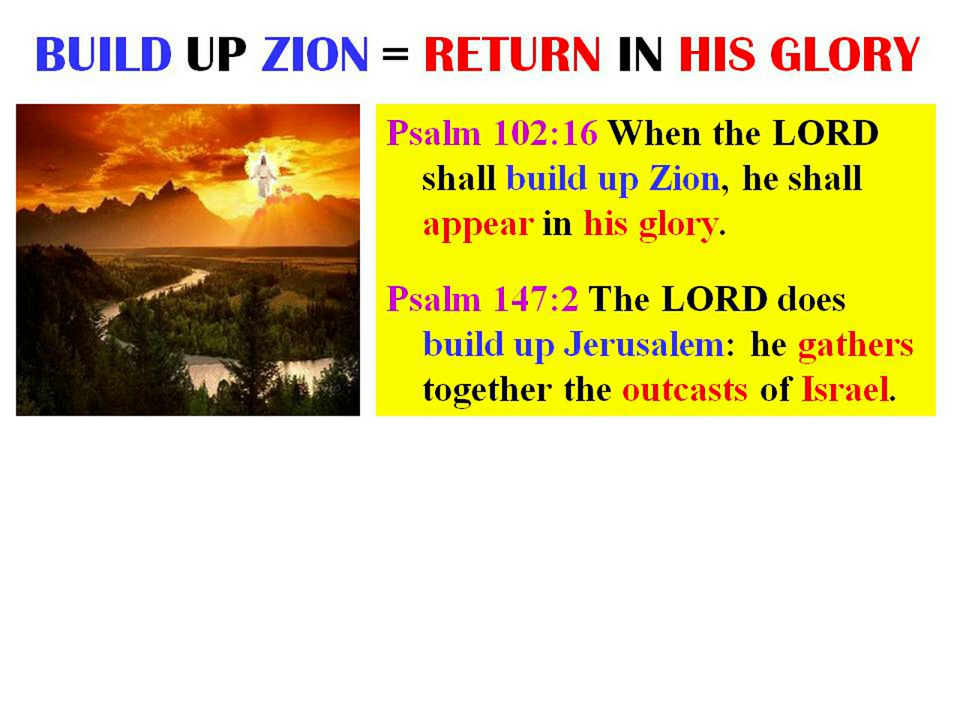 BUILD UP ZION = RETURN IN HIS GLORY
Psalm 102:16 When the LORD
shall build up Zion, he shall
appear in his glory.
Psalm 147:2 The LORD does
build up Jerusalem: he gathers
together the outcasts of Israel.